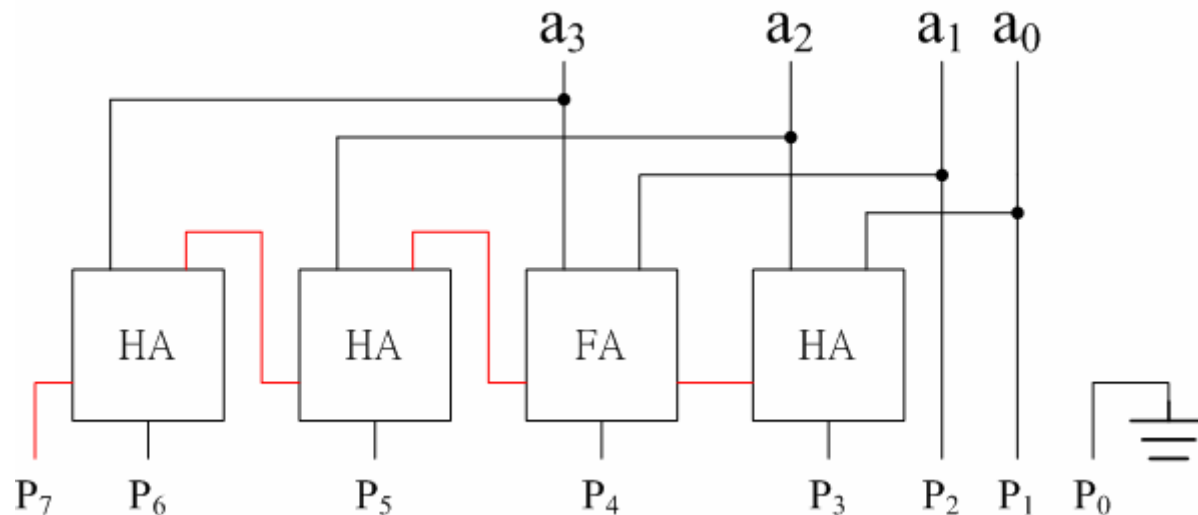 a₃ a₂ a₁ a₀
HA HA FA HA
P₇ P₆ P₅ P₄ P₃ P₂ P₁ P₀